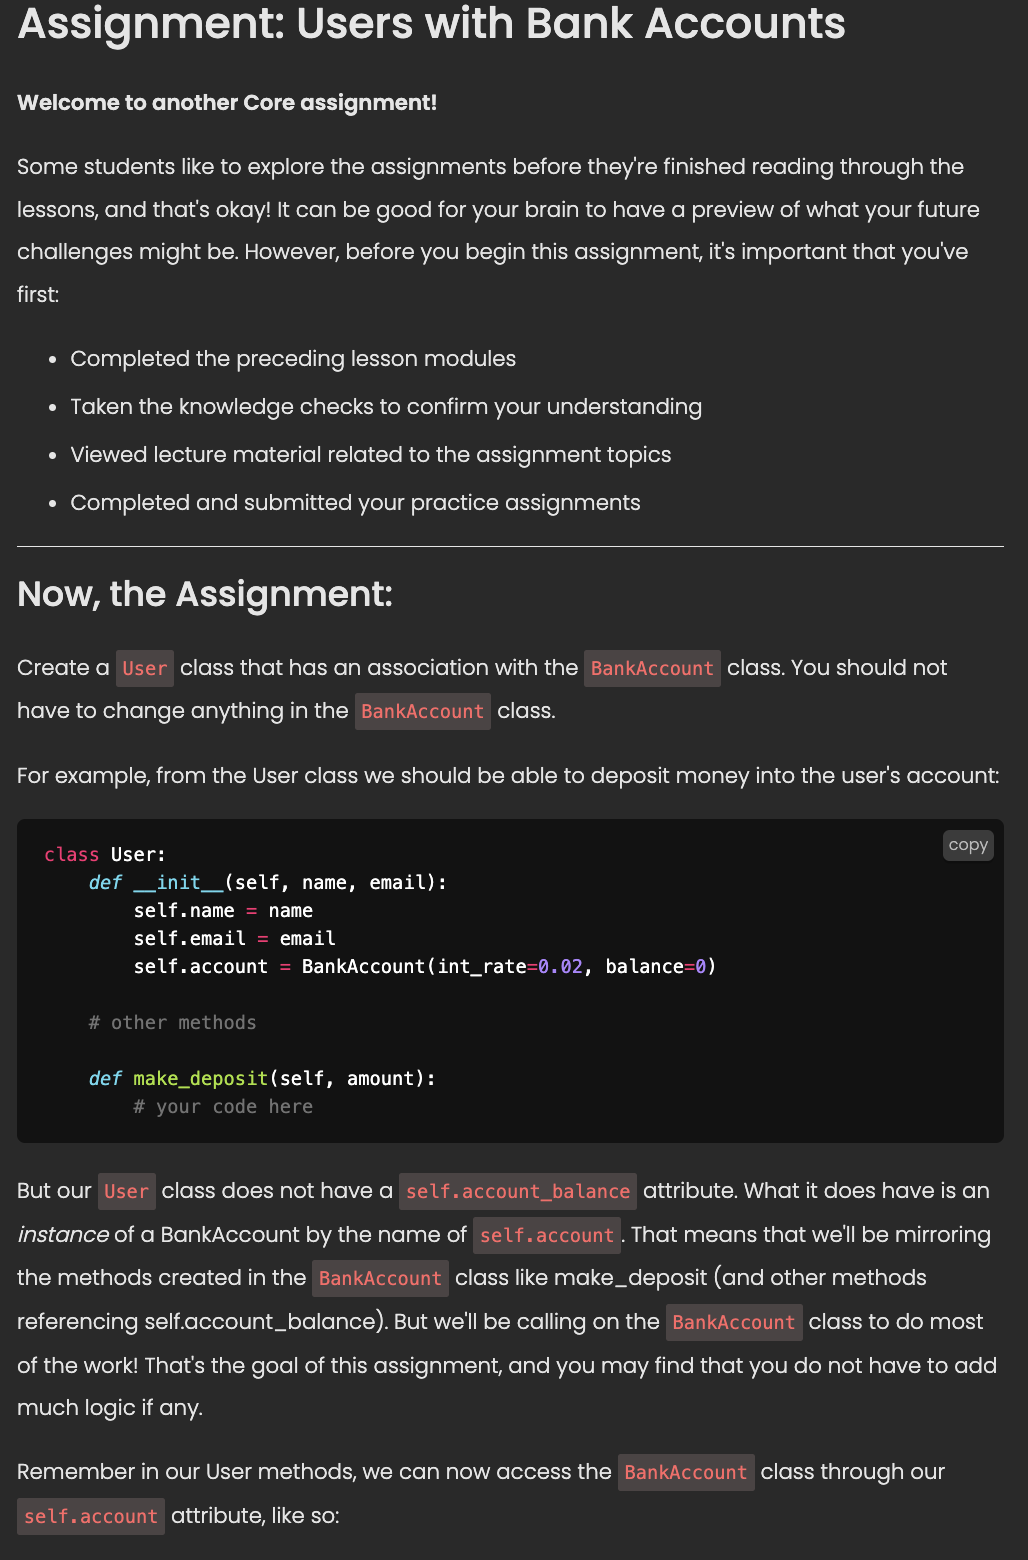 Assignment: Users with Bank Accounts
Welcome to another Core assignment!
Some students like to explore the assignments before they're finished reading through the
lessons, and that's okay! It can be good for your brain to have a preview of what your future
challenges might be. However, before you begin this assignment, it's important that you've
first:
• Completed the preceding lesson modules
• Taken the knowledge checks to confirm your understanding
• Viewed lecture material related to the assignment topics
• Completed and submitted your practice assignments
Now, the Assignment:
Create a User class that has an association with the BankAccount class. You should not
have to change anything in the BankAccount class.
For example, from the User class we should be able to deposit money into the user's account:
copy
class User:
    def __init__(self, name, email):
        self.name = name
        self.email = email
        self.account = BankAccount(int_rate=0.02, balance=0)
    # other methods
    def make_deposit(self, amount):
        # your code here
But our User class does not have a self.account_balance attribute. What it does have is an
instance of a BankAccount by the name of self.account. That means that we'll be mirroring
the methods created in the BankAccount class like make_deposit (and other methods
referencing self.account_balance). But we'll be calling on the BankAccount class to do most
of the work! That's the goal of this assignment, and you may find that you do not have to add
much logic if any.
Remember in our User methods, we can now access the BankAccount class through our
self.account attribute, like so: